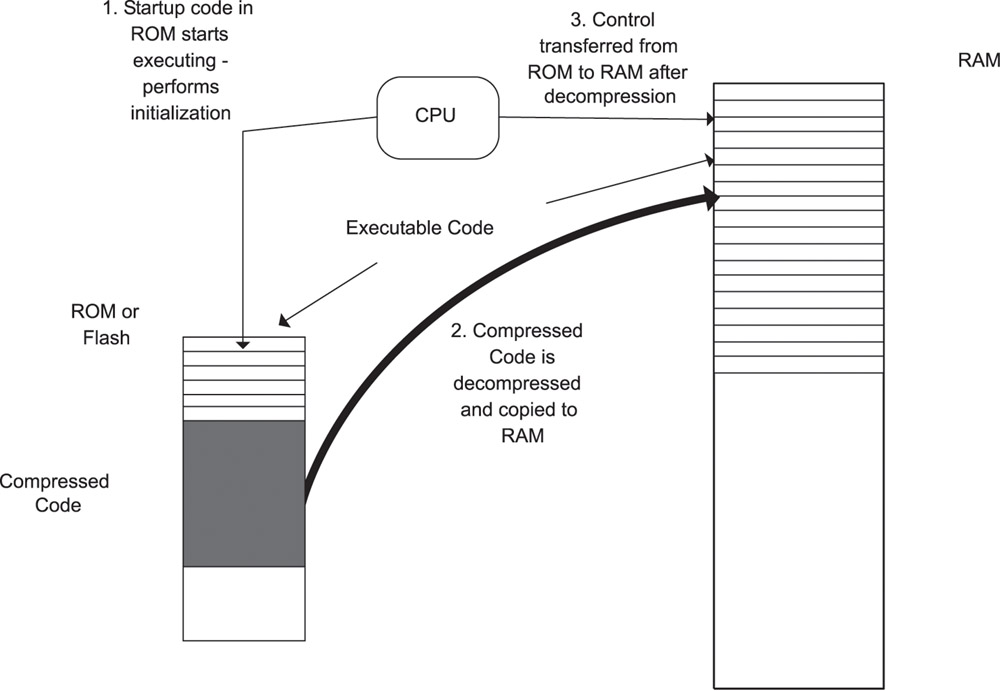 1. Startup code in
ROM starts
executing -
performs
initialization
3. Control
transferred from
ROM to RAM after
decompression
RAM
CPU
Executable Code
ROM or
Flash
2. Compressed
Code is
decompressed
and copied to
RAM
Compressed
Code